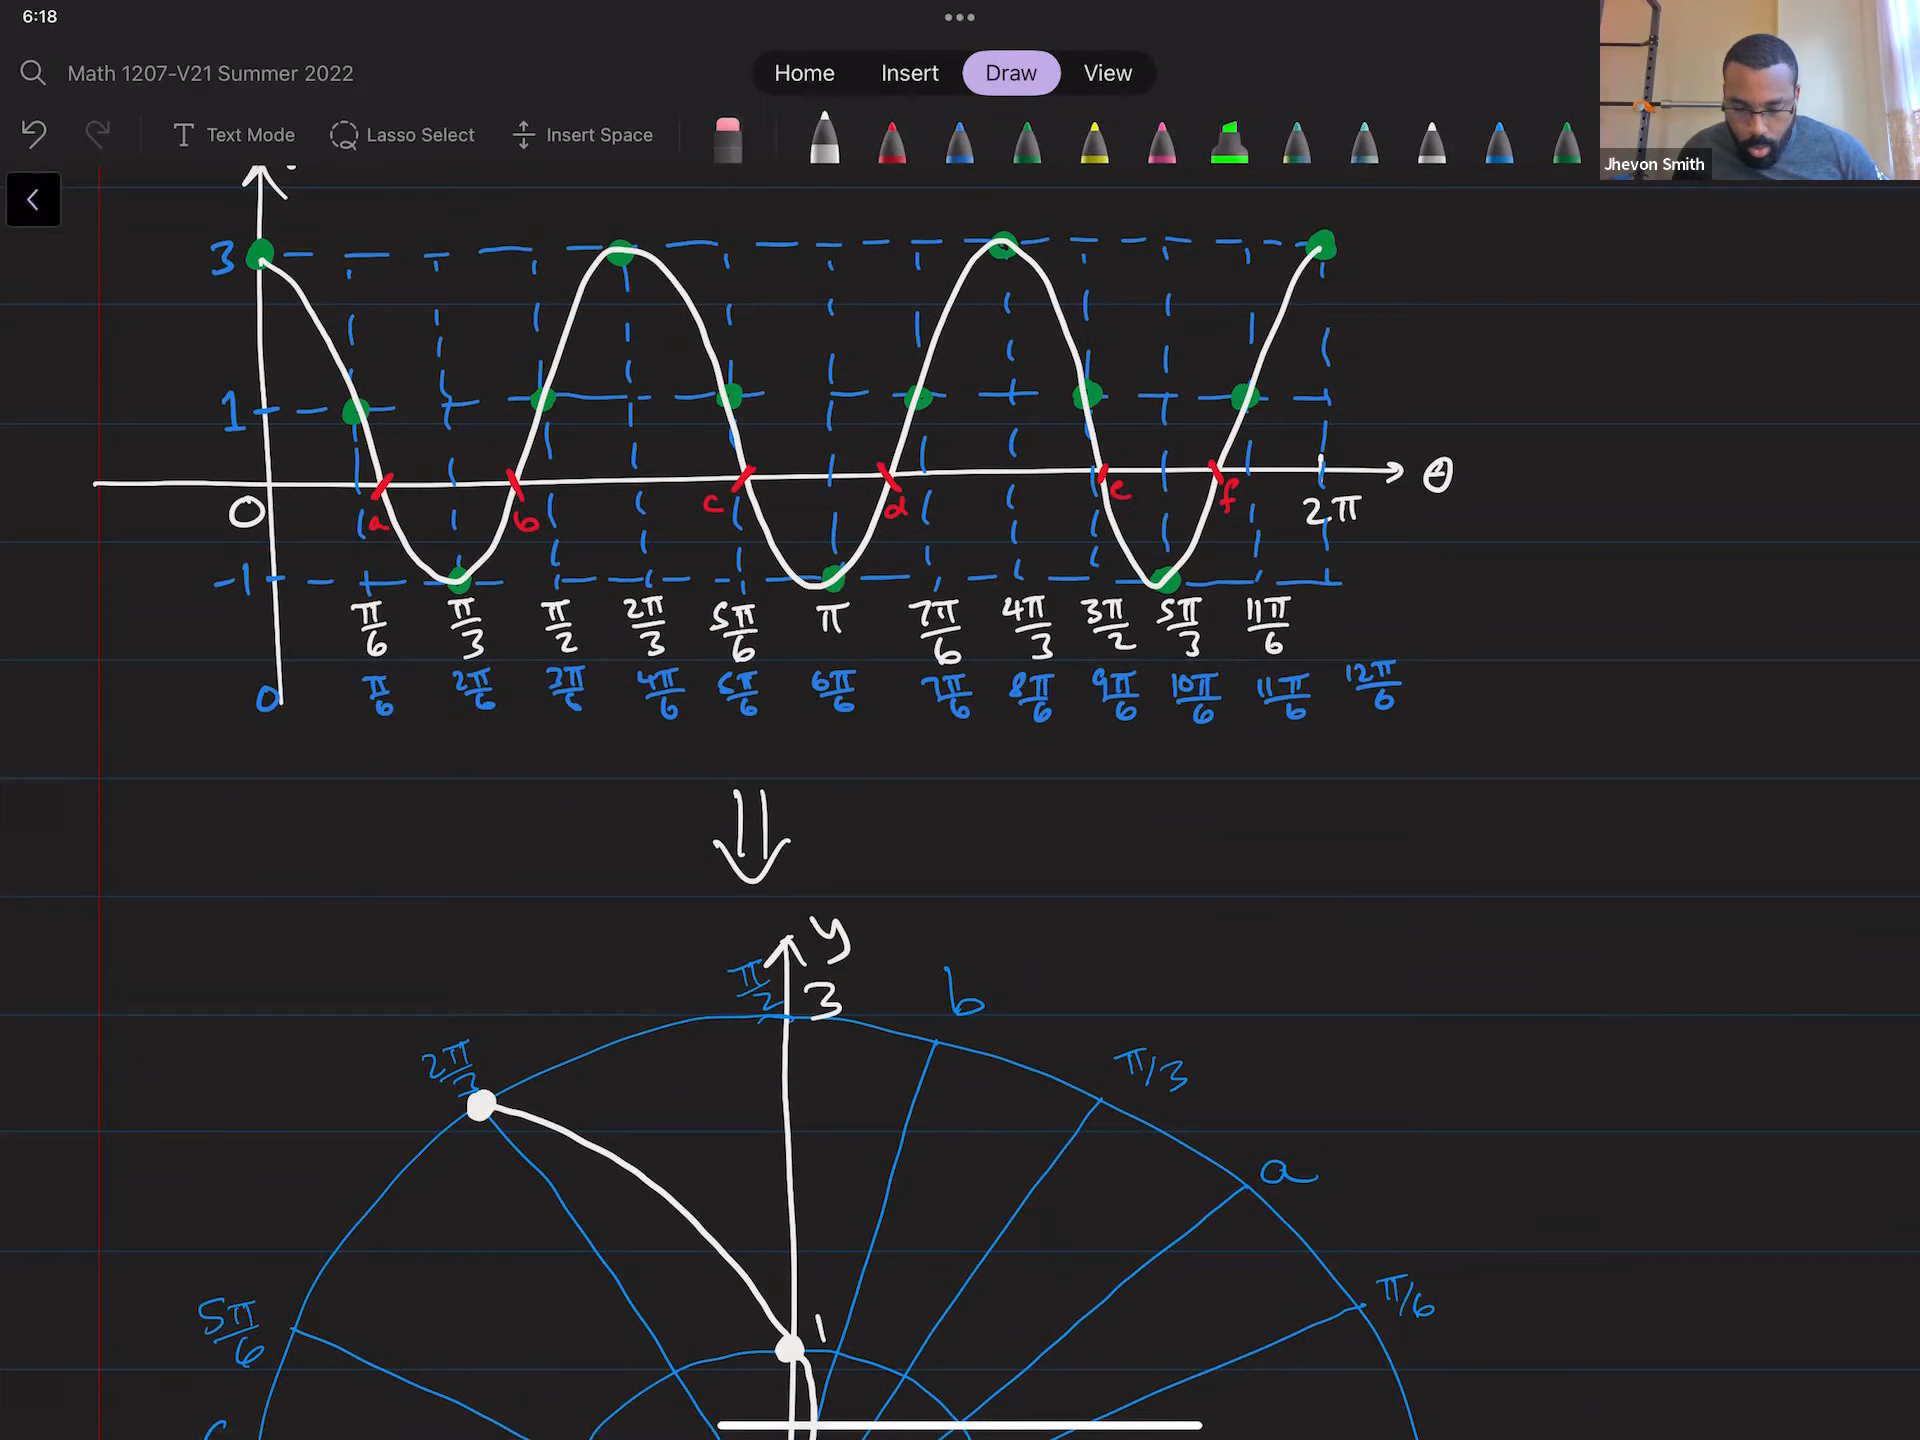 6:18
Math 1207-V21 Summer 2022
Home Insert Draw View
Text Mode Lasso Select Insert Space
Jhevon Smith
3
1
a b c d e f θ
0 2π
-1
π/6 π/3 π/2 2π/3 5π/6 π 7π/6 4π/3 3π/2 5π/3 11π/6
0 π/6 2π/6 3π/6 4π/6 5π/6 6π/6 7π/6 8π/6 9π/6 10π/6 11π/6 12π/6
y
π/2 3 b
2π/3 π/3
a
5π/6 1 π/6